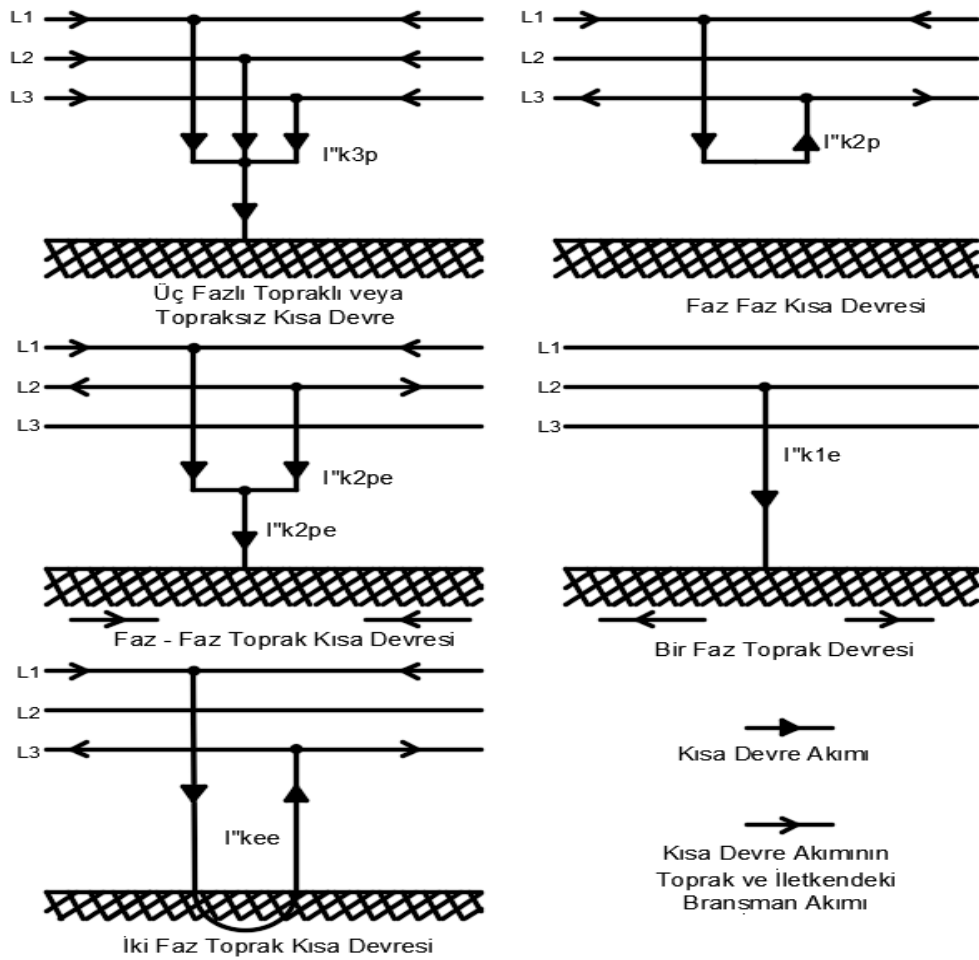 L1
L2
L3
I"k3p
Üç Fazlı Topraklı veya
Topraksız Kısa Devre
L1
L2
L3
I"k2p
Faz Faz Kısa Devresi
L1
L2
L3
I"k2pe
I"k2pe
Faz - Faz Toprak Kısa Devresi
L1
L2
L3
I"k1e
Bir Faz Toprak Devresi
L1
L2
L3
I"kee
İki Faz Toprak Kısa Devresi
Kısa Devre Akımı
Kısa Devre Akımının
Toprak ve İletkendeki
Bransman Akımı